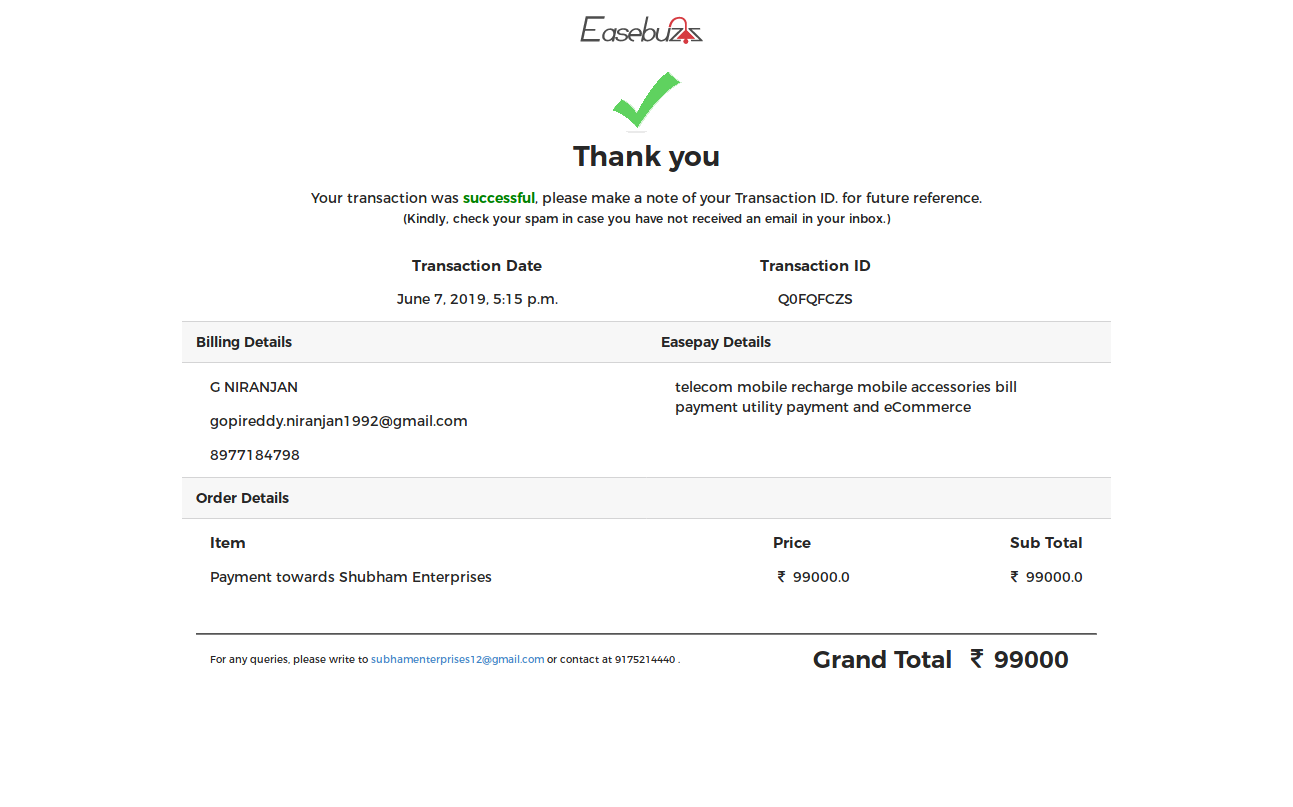 Easebuzz
Thank you
Your transaction was successful, please make a note of your Transaction ID. for future reference.
(Kindly, check your spam in case you have not received an email in your inbox.)
Transaction Date Transaction ID
June 7, 2019, 5:15 p.m. Q0FQFCZS
Billing Details Easepay Details
G NIRANJAN telecom mobile recharge mobile accessories bill
payment utility payment and eCommerce
gopireddy.niranjan1992@gmail.com
8977184798
Order Details
Item Price Sub Total
Payment towards Shubham Enterprises ₹ 99000.0 ₹ 99000.0
For any queries, please write to subhamenterprises12@gmail.com or contact at 9175214440 . Grand Total ₹ 99000